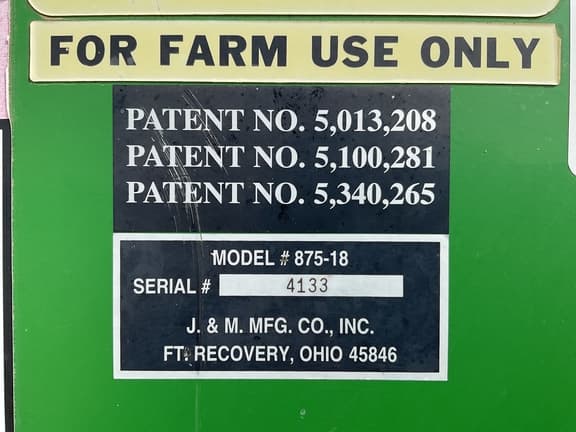 FOR FARM USE ONLY
PATENT NO. 5,013,208
PATENT NO. 5,100,281
PATENT NO. 5,340,265
MODEL # 875-18
SERIAL # 4133
J. & M. MFG. CO., INC.
FT. RECOVERY, OHIO 45846